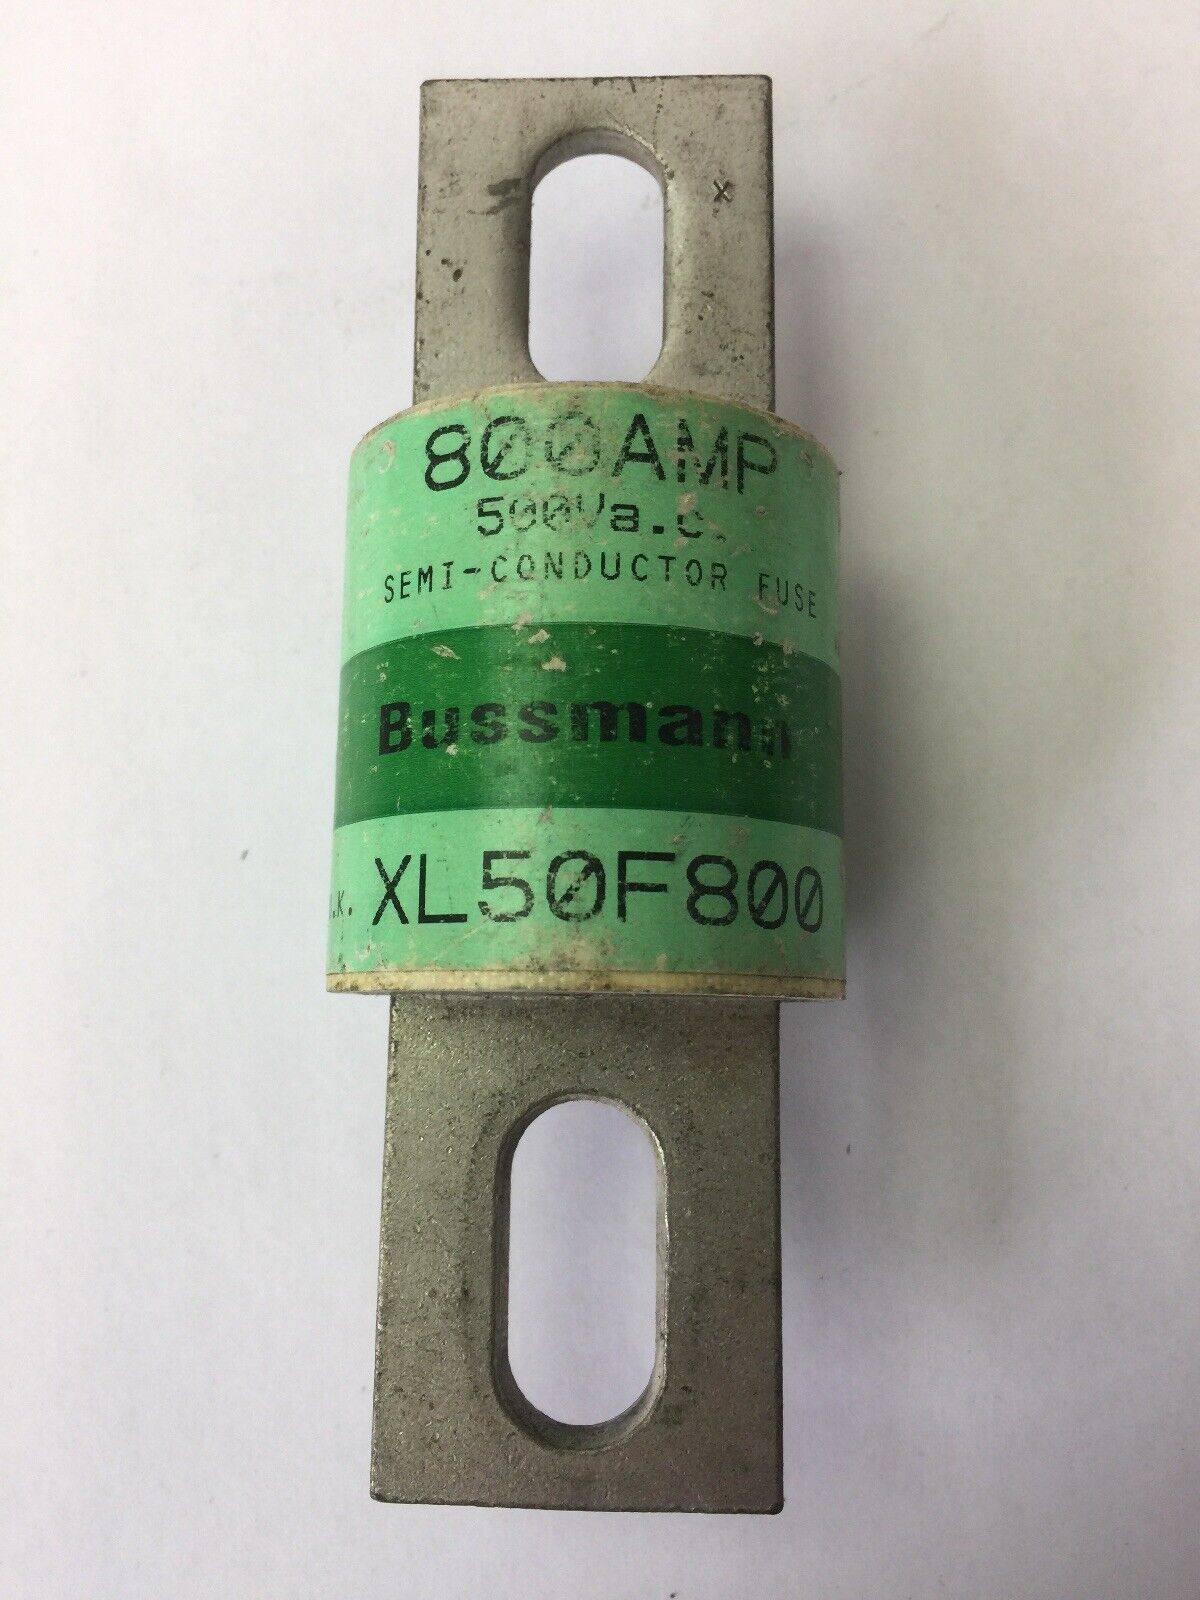 800AMP
500Va.c.
SEMI-CONDUCTOR FUSE
Bussmann
.K. XL50F800